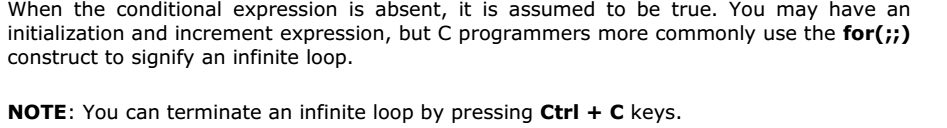 When the conditional expression is absent, it is assumed to be true. You may have an
initialization and increment expression, but C programmers more commonly use the for(;;)
construct to signify an infinite loop.
NOTE: You can terminate an infinite loop by pressing Ctrl + C keys.